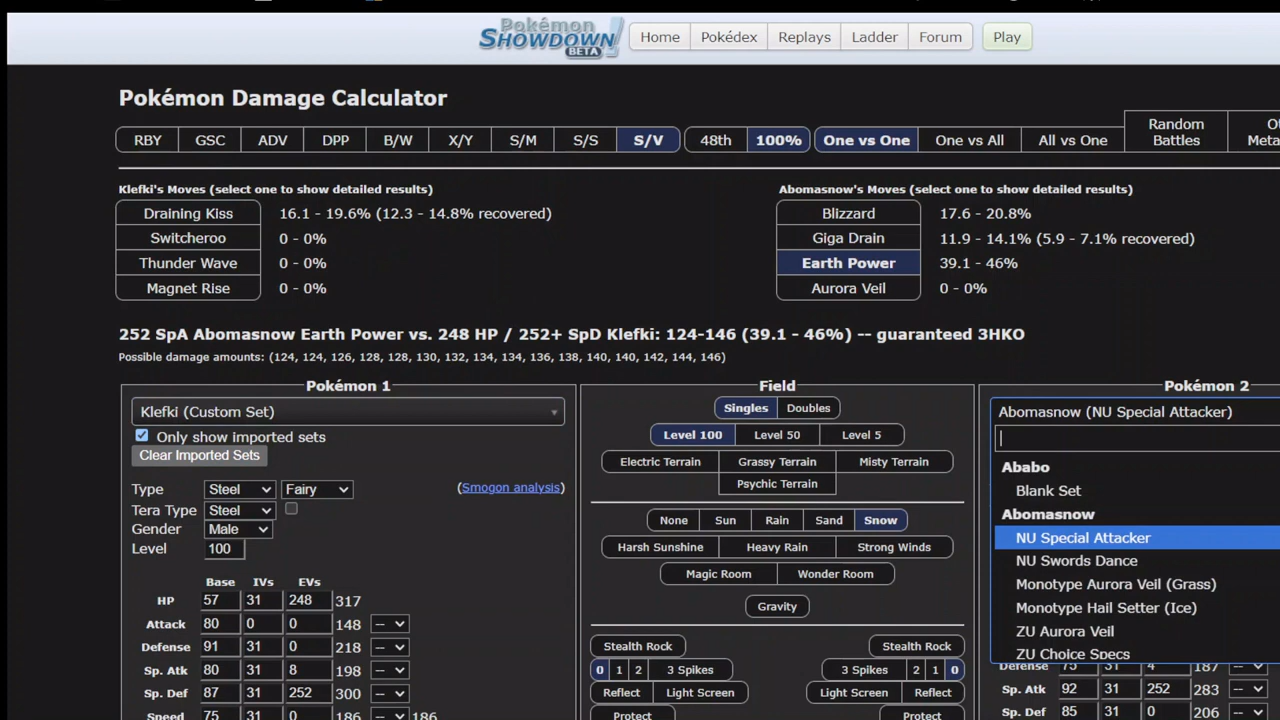 Pokémon
SHOWDOWN!
BETA
Home Pokédex Replays Ladder Forum Play
Pokémon Damage Calculator
RBY GSC ADV DPP B/W X/Y S/M S/S S/V 48th 100% One vs One One vs All All vs One Random Battles
Klefki's Moves (select one to show detailed results) Abomasnow's Moves (select one to show detailed results)
Draining Kiss 16.1 - 19.6% (12.3 - 14.8% recovered) Blizzard 17.6 - 20.8%
Switcheroo 0 - 0% Giga Drain 11.9 - 14.1% (5.9 - 7.1% recovered)
Thunder Wave 0 - 0% Earth Power 39.1 - 46%
Magnet Rise 0 - 0% Aurora Veil 0 - 0%
252 SpA Abomasnow Earth Power vs. 248 HP / 252+ SpD Klefki: 124-146 (39.1 - 46%) -- guaranteed 3HKO
Possible damage amounts: (124, 124, 126, 128, 128, 130, 132, 134, 134, 136, 138, 140, 140, 142, 144, 146)
Pokémon 1
Klefki (Custom Set)
Only show imported sets
Clear Imported Sets
Type Steel Fairy (Smogon analysis)
Tera Type Steel
Gender Male
Level 100
Base IVs EVs
HP 57 31 248 317
Attack 80 0 0 148 --
Defense 91 31 0 218 --
Sp. Atk 80 31 8 198 --
Sp. Def 87 31 252 300 --
Speed 75 31 0 186 -- 186
Field
Singles Doubles
Level 100 Level 50 Level 5
Electric Terrain Grassy Terrain Misty Terrain
Psychic Terrain
None Sun Rain Sand Snow
Harsh Sunshine Heavy Rain Strong Winds
Magic Room Wonder Room
Gravity
Stealth Rock Stealth Rock
0 1 2 3 Spikes 3 Spikes 2 1 0
Reflect Light Screen Light Screen Reflect
Protect Protect
Pokémon 2
Abomasnow (NU Special Attacker)
Ababo
Blank Set
Abomasnow
NU Special Attacker
NU Swords Dance
Monotype Aurora Veil (Grass)
Monotype Hail Setter (Ice)
ZU Aurora Veil
ZU Choice Specs
Defense 75 31 4 187 --
Sp. Atk 92 31 252 283 --
Sp. Def 85 31 0 206 --